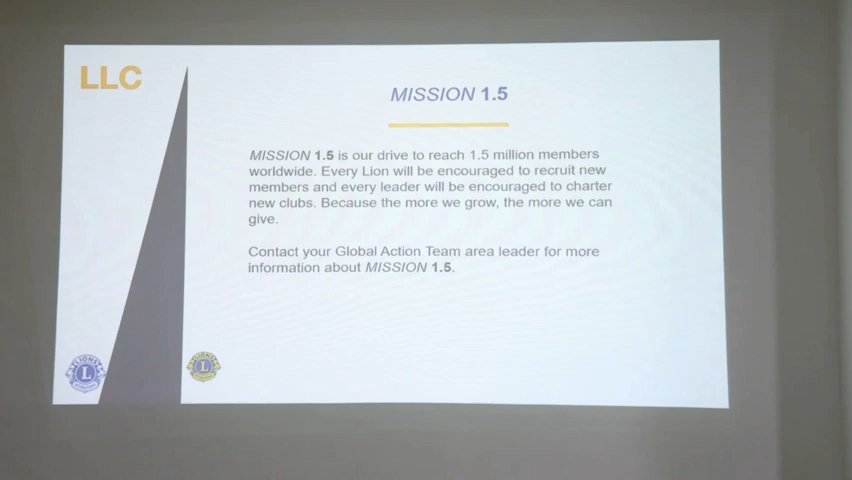 LLC
MISSION 1.5
MISSION 1.5 is our drive to reach 1.5 million members
worldwide. Every Lion will be encouraged to recruit new
members and every leader will be encouraged to charter
new clubs. Because the more we grow, the more we can
give.
Contact your Global Action Team area leader for more
information about MISSION 1.5.
LIONS
L
LIONS
L